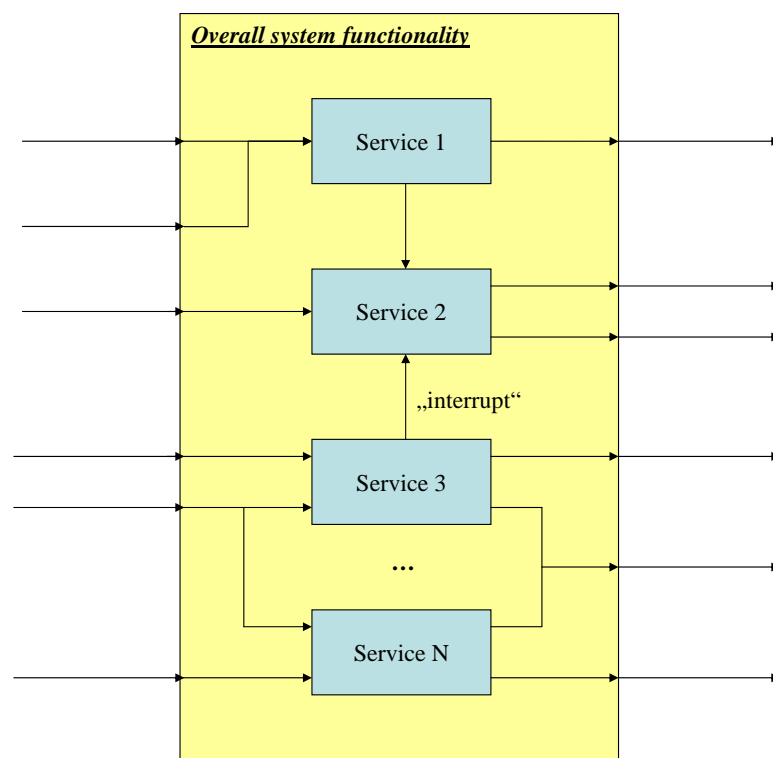 Overall system functionality
Service 1
Service 2
„interrupt“
Service 3
...
Service N